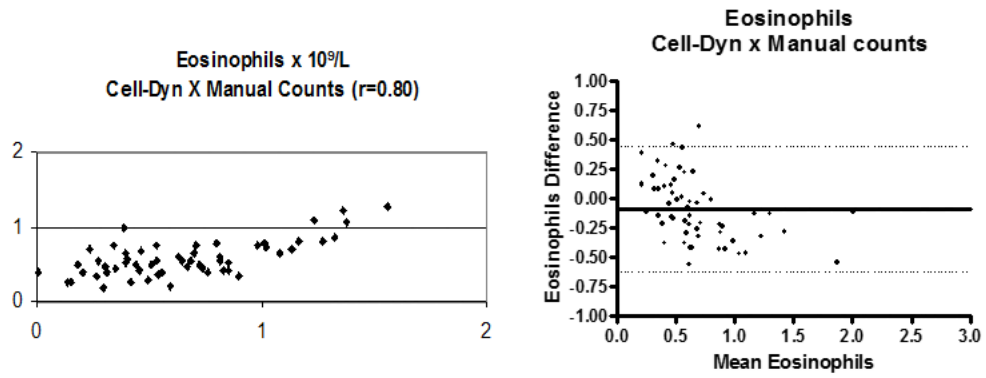 Eosinophils x 10⁹/L
Cell-Dyn X Manual Counts (r=0.80)
2
1
0
0 1 2
Eosinophils
Cell-Dyn x Manual counts
Eosinophils Difference
1.00
0.75
0.50
0.25
0.00
-0.25
-0.50
-0.75
-1.00
0.0 0.5 1.0 1.5 2.0 2.5 3.0
Mean Eosinophils